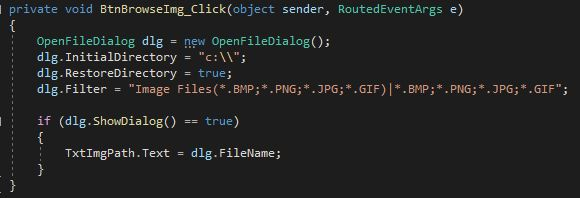 private void BtnBrowseImg_Click(object sender, RoutedEventArgs e)
{
OpenFileDialog dlg = new OpenFileDialog();
dlg.InitialDirectory = "c:\\";
dlg.RestoreDirectory = true;
dlg.Filter = "Image Files(*.BMP;*.PNG;*.JPG;*.GIF)|*.BMP;*.PNG;*.JPG;*.GIF";
if (dlg.ShowDialog() == true)
{
TxtImgPath.Text = dlg.FileName;
}
}